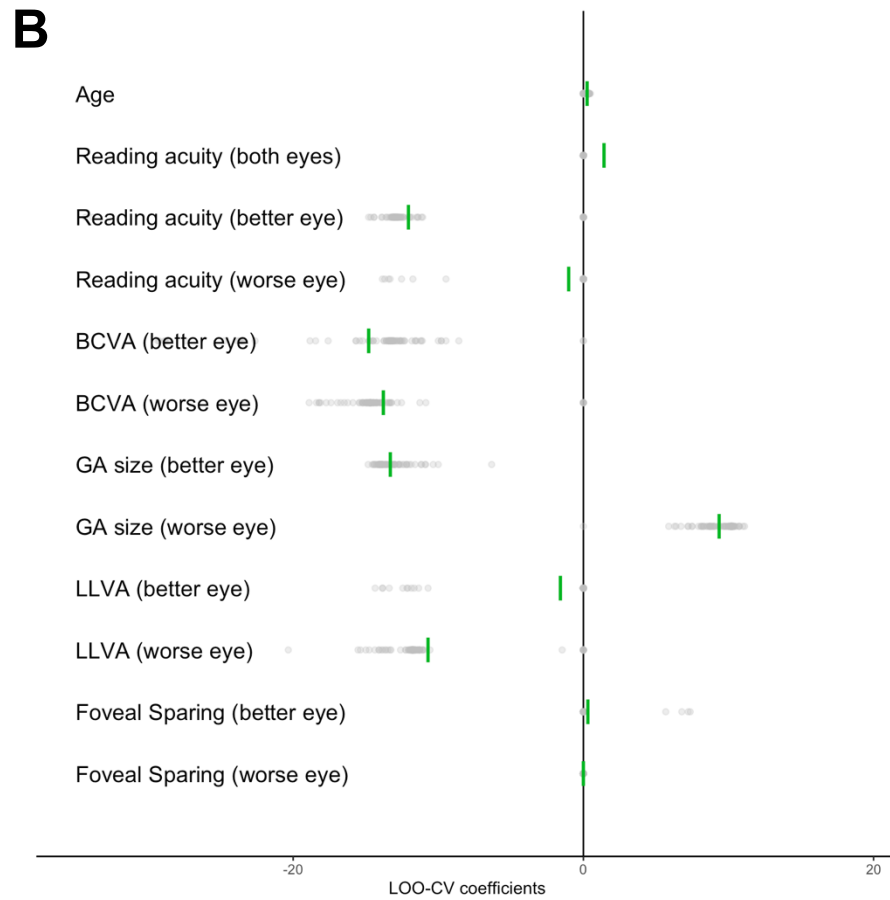 B
Age
Reading acuity (both eyes)
Reading acuity (better eye)
Reading acuity (worse eye)
BCVA (better eye)
BCVA (worse eye)
GA size (better eye)
GA size (worse eye)
LLVA (better eye)
LLVA (worse eye)
Foveal Sparing (better eye)
Foveal Sparing (worse eye)
-20 0 20
LOO-CV coefficients